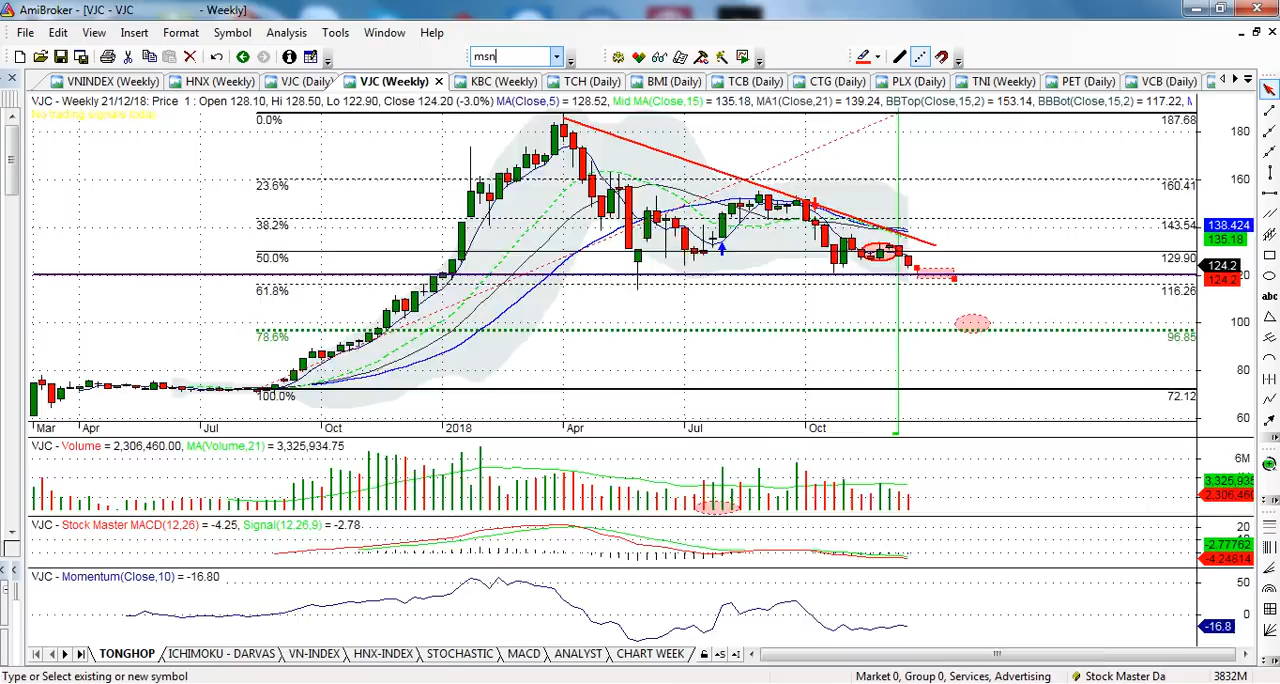 AmiBroker - [VJC - VJC - Weekly]
File Edit View Insert Format Symbol Analysis Tools Window Help
msn
VNINDEX (Weekly) HNX (Weekly) VJC (Daily) VJC (Weekly) KBC (Weekly) TCH (Daily) BMI (Daily) TCB (Daily) CTG (Daily) PLX (Daily) TNI (Weekly) PET (Daily) VCB (Daily)
VJC - Weekly 21/12/18: Price 1 : Open 128.10, Hi 128.50, Lo 122.90, Close 124.20 (-3.0%) MA(Close,5) = 128.52, Mid MA(Close,15) = 135.18, MA1(Close,21) = 139.24, BBTop(Close,15,2) = 153.14, BBBot(Close,15,2) = 117.22,
No trading signals today
0.0% 187.68
180
23.6% 160.41
160
38.2% 143.54
138.424
135.18
50.0% 129.90
124.2
120
124.2
61.8% 116.26
100
78.6% 96.85
80
100.0% 72.12
60
Mar Apr Jul Oct 2018 Apr Jul Oct
VJC - Volume = 2,306,460.00, MA(Volume,21) = 3,325,934.75
6M
3,325,935
2,306,460
VJC - Stock Master MACD(12,26) = -4.25, Signal(12,26,9) = -2.78
20
-2.77762
-4.24814
VJC - Momentum(Close,10) = -16.80
50
0
-16.8
abc
TONGHOP ICHIMOKU - DARVAS VN-INDEX HNX-INDEX STOCHASTIC MACD ANALYST CHART WEEK
Type or Select existing or new symbol Market 0, Group 0, Services, Advertising Stock Master Da 3832M